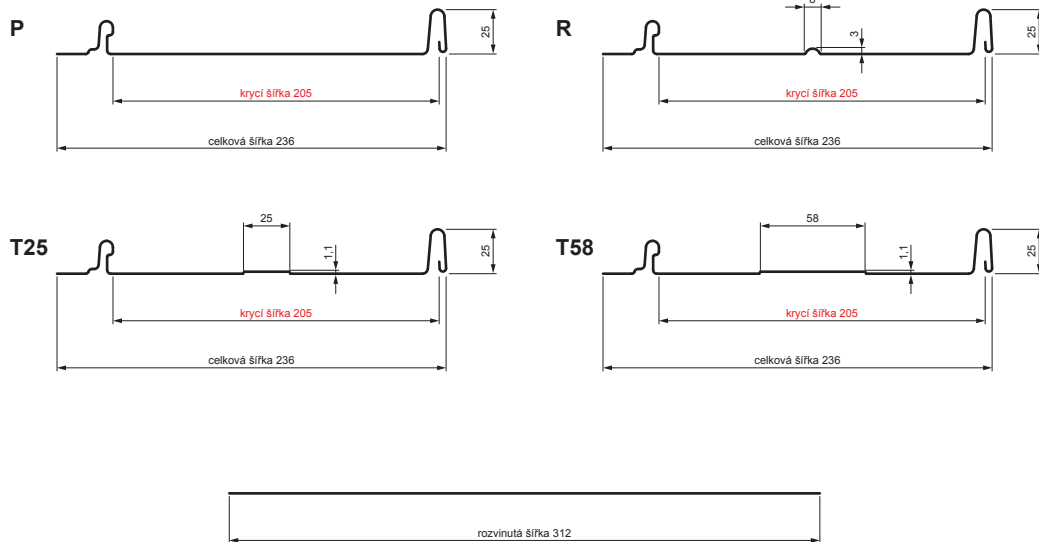 P
25
krycí šířka 205
celková šířka 236
R
8
3
25
krycí šířka 205
celková šířka 236
T25
25
1,1
25
krycí šířka 205
celková šířka 236
T58
58
1,1
25
krycí šířka 205
celková šířka 236
rozvinutá šířka 312